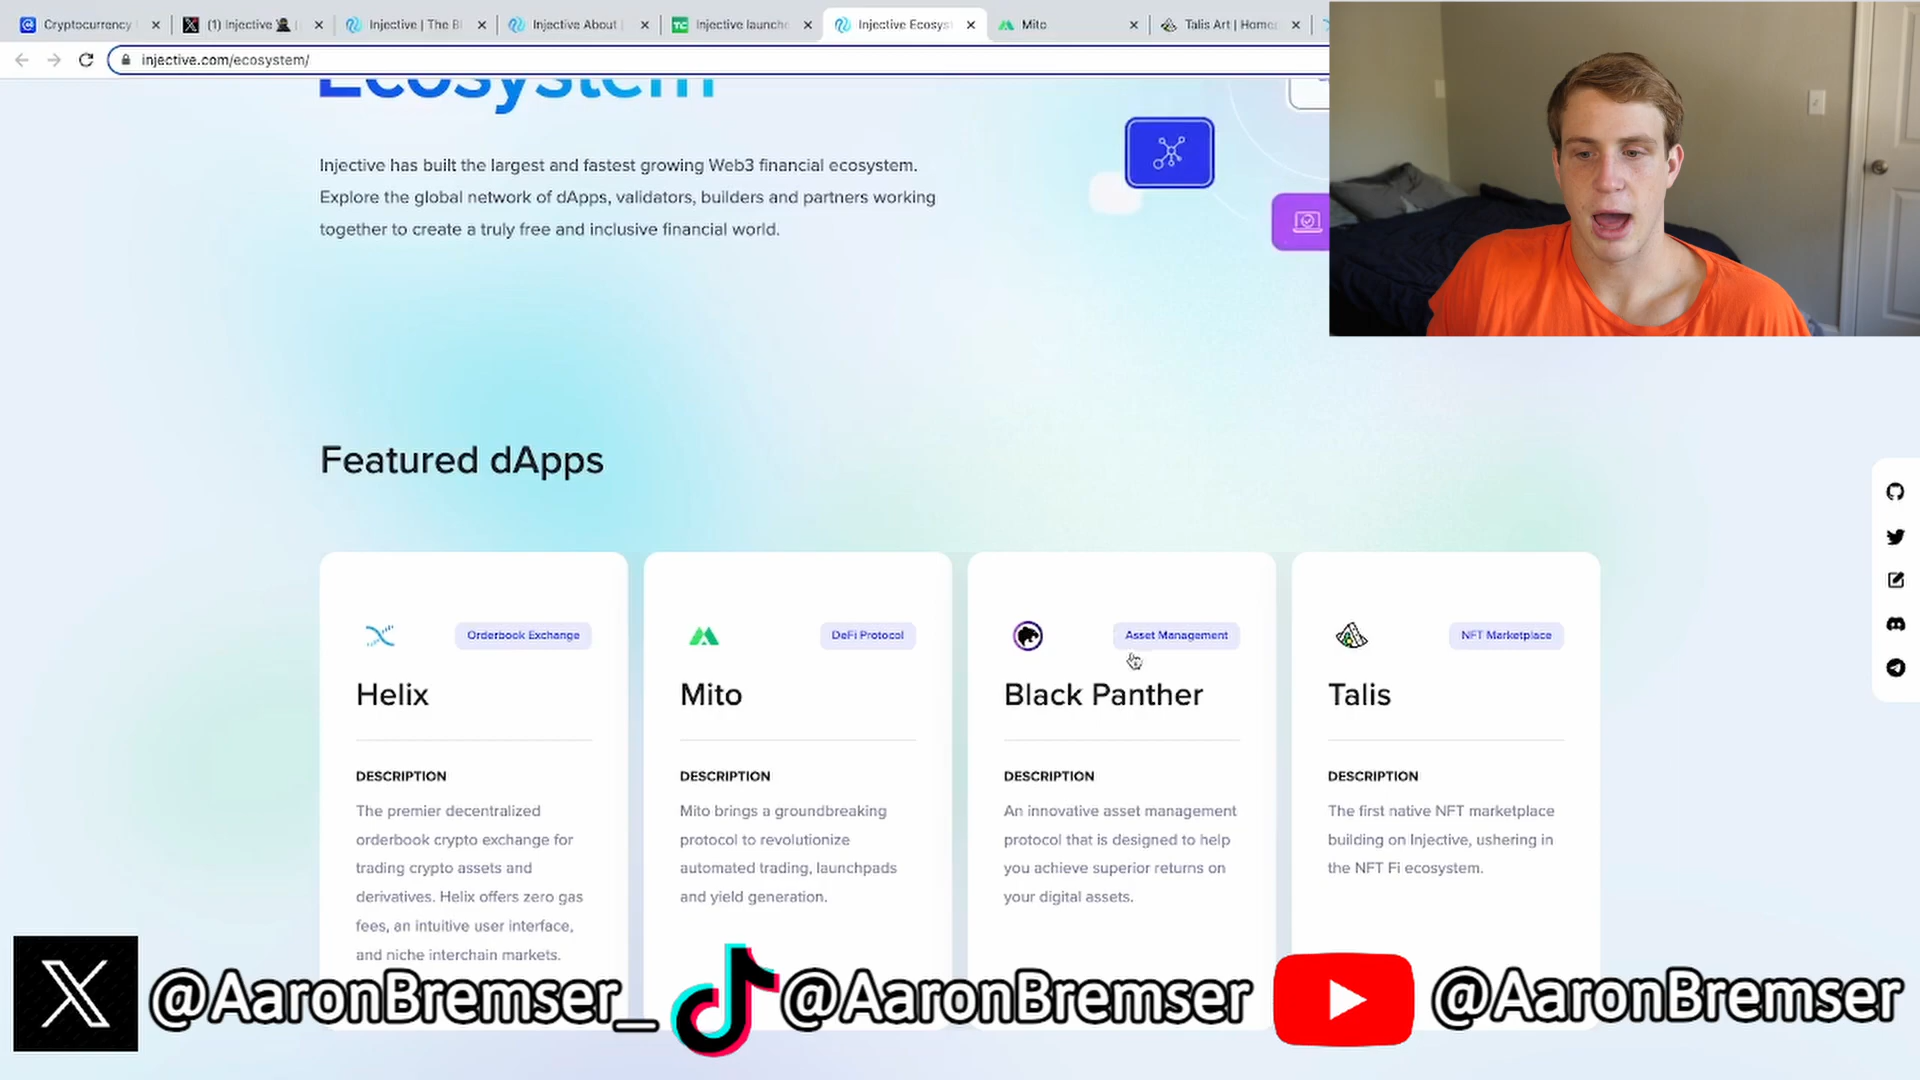 Cryptocurrency
(1) Injective
Injective | The Bl
Injective About |
Injective launche
Injective Ecosys
Mito
Talis Art | Home
injective.com/ecosystem/
Ecosystem
Injective has built the largest and fastest growing Web3 financial ecosystem.
Explore the global network of dApps, validators, builders and partners working
together to create a truly free and inclusive financial world.
Featured dApps
Orderbook Exchange
Helix
DESCRIPTION
The premier decentralized
orderbook crypto exchange for
trading crypto assets and
derivatives. Helix offers zero gas
fees, an intuitive user interface,
and niche interchain markets.
DeFi Protocol
Mito
DESCRIPTION
Mito brings a groundbreaking
protocol to revolutionize
automated trading, launchpads
and yield generation.
Asset Management
Black Panther
DESCRIPTION
An innovative asset management
protocol that is designed to help
you achieve superior returns on
your digital assets.
NFT Marketplace
Talis
DESCRIPTION
The first native NFT marketplace
building on Injective, ushering in
the NFT Fi ecosystem.
@AaronBremser_
@AaronBremser
@AaronBremser